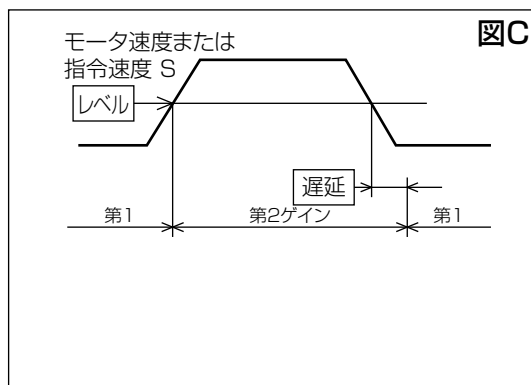 図C
モータ速度または
指令速度 S
レベル
遅延
第1
第2ゲイン
第1